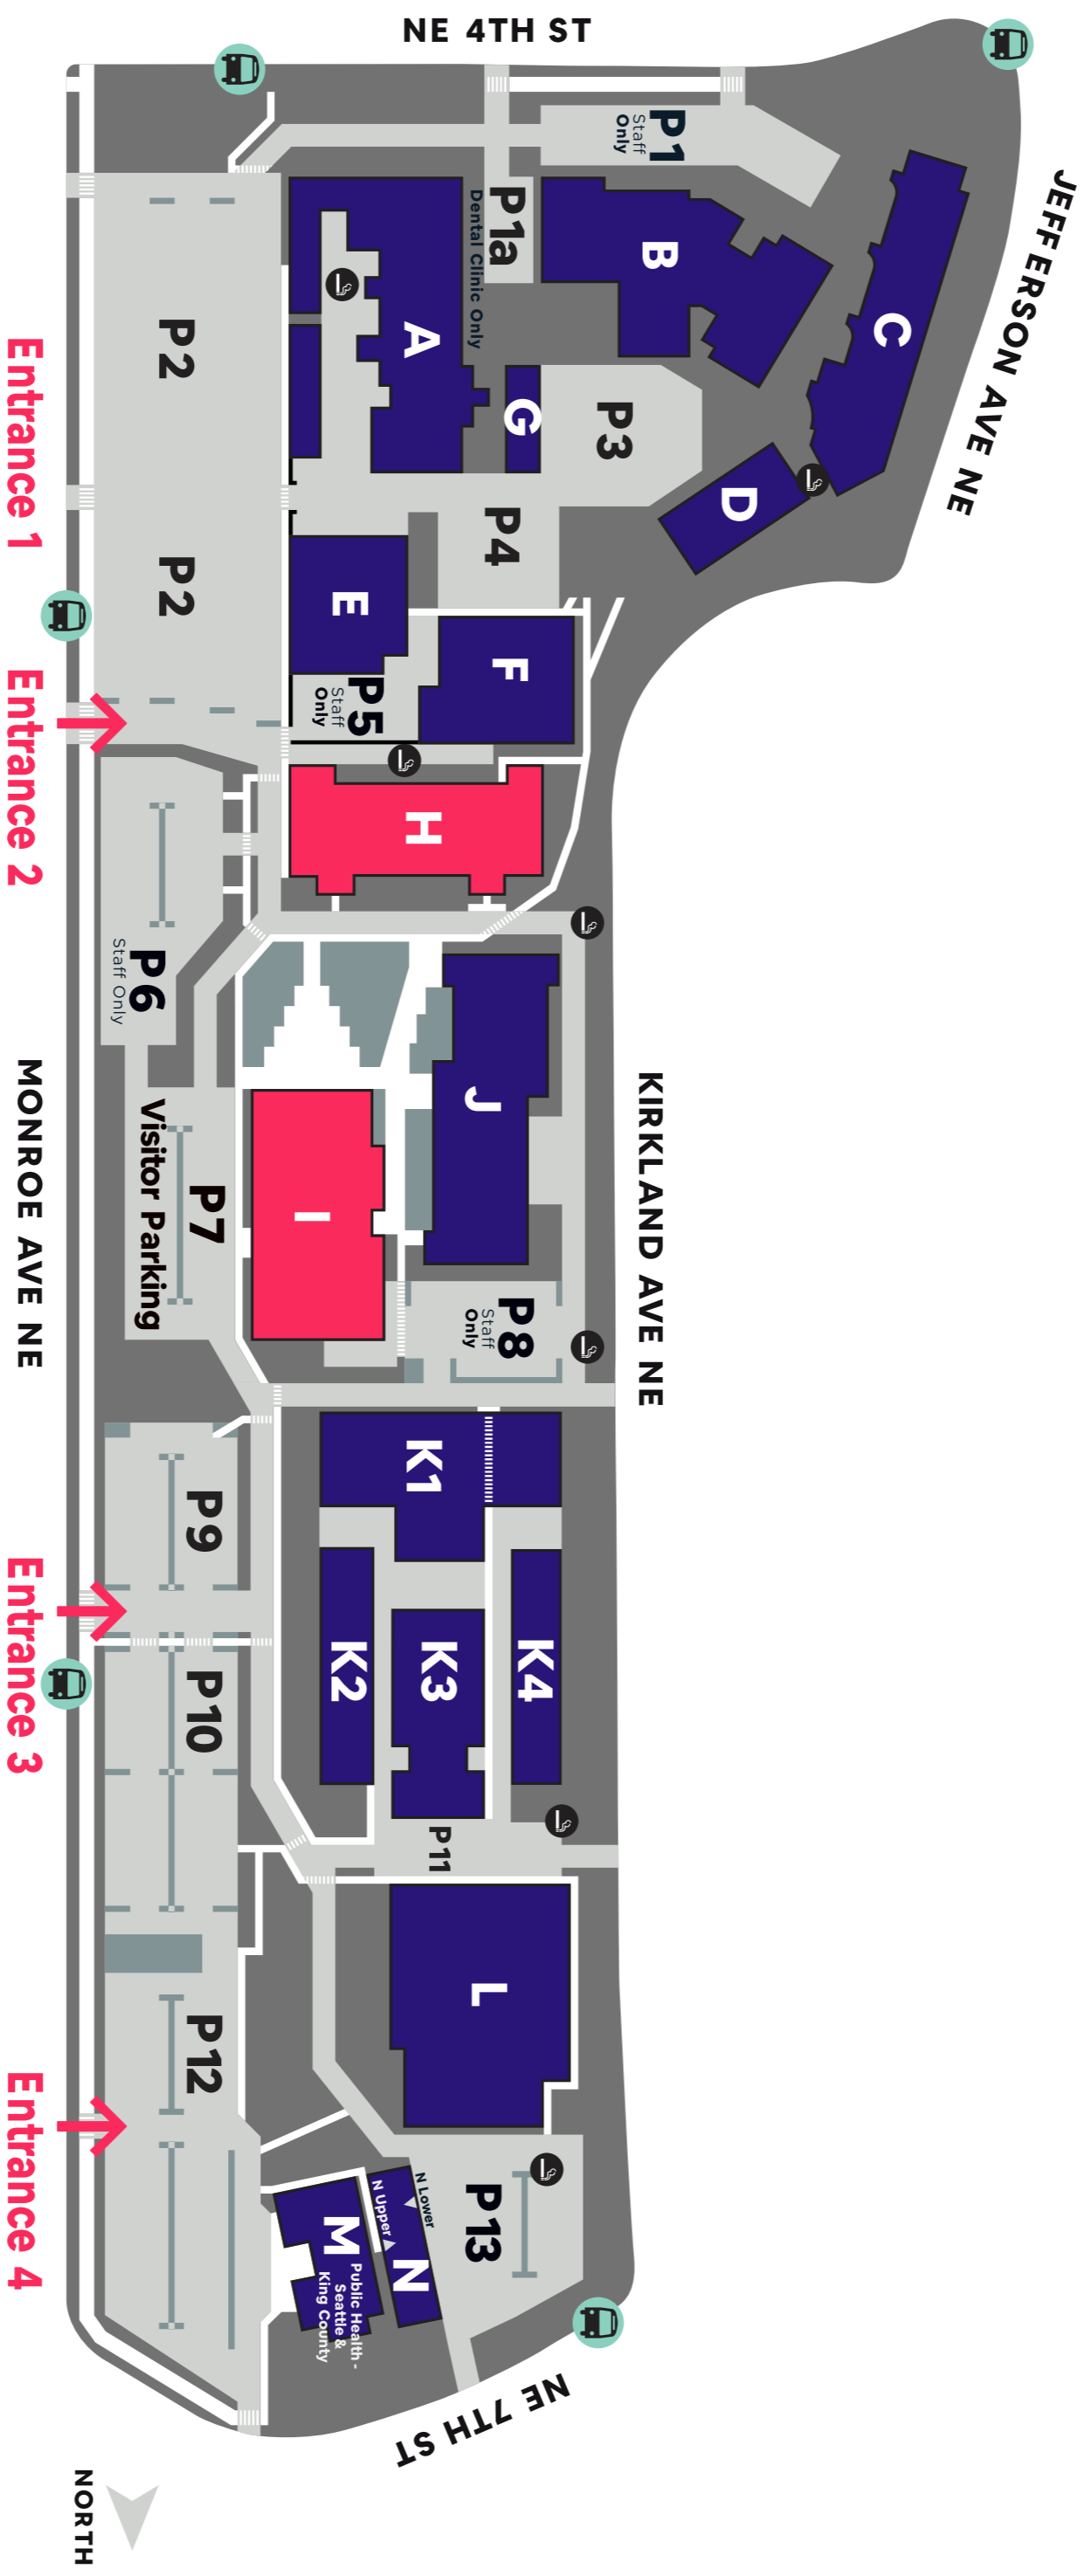 NE 4TH ST
JEFFERSON AVE NE
P1
Staff
Only
P1a
Dental Clinic Only
B
C
A
P2
Entrance 1
G
P3
D
P4
P2
E
F
P5
Staff
Only
Entrance 2
H
P6
Staff Only
J
KIRKLAND AVE NE
MONROE AVE NE
P7
Visitor Parking
I
P8
Staff
Only
K1
P9
Entrance 3
K2
K3
K4
P10
P11
L
P12
Entrance 4
P13
N Lower
N Upper
N
M
Public Health -
Seattle &
King County
NE 7TH ST
NORTH